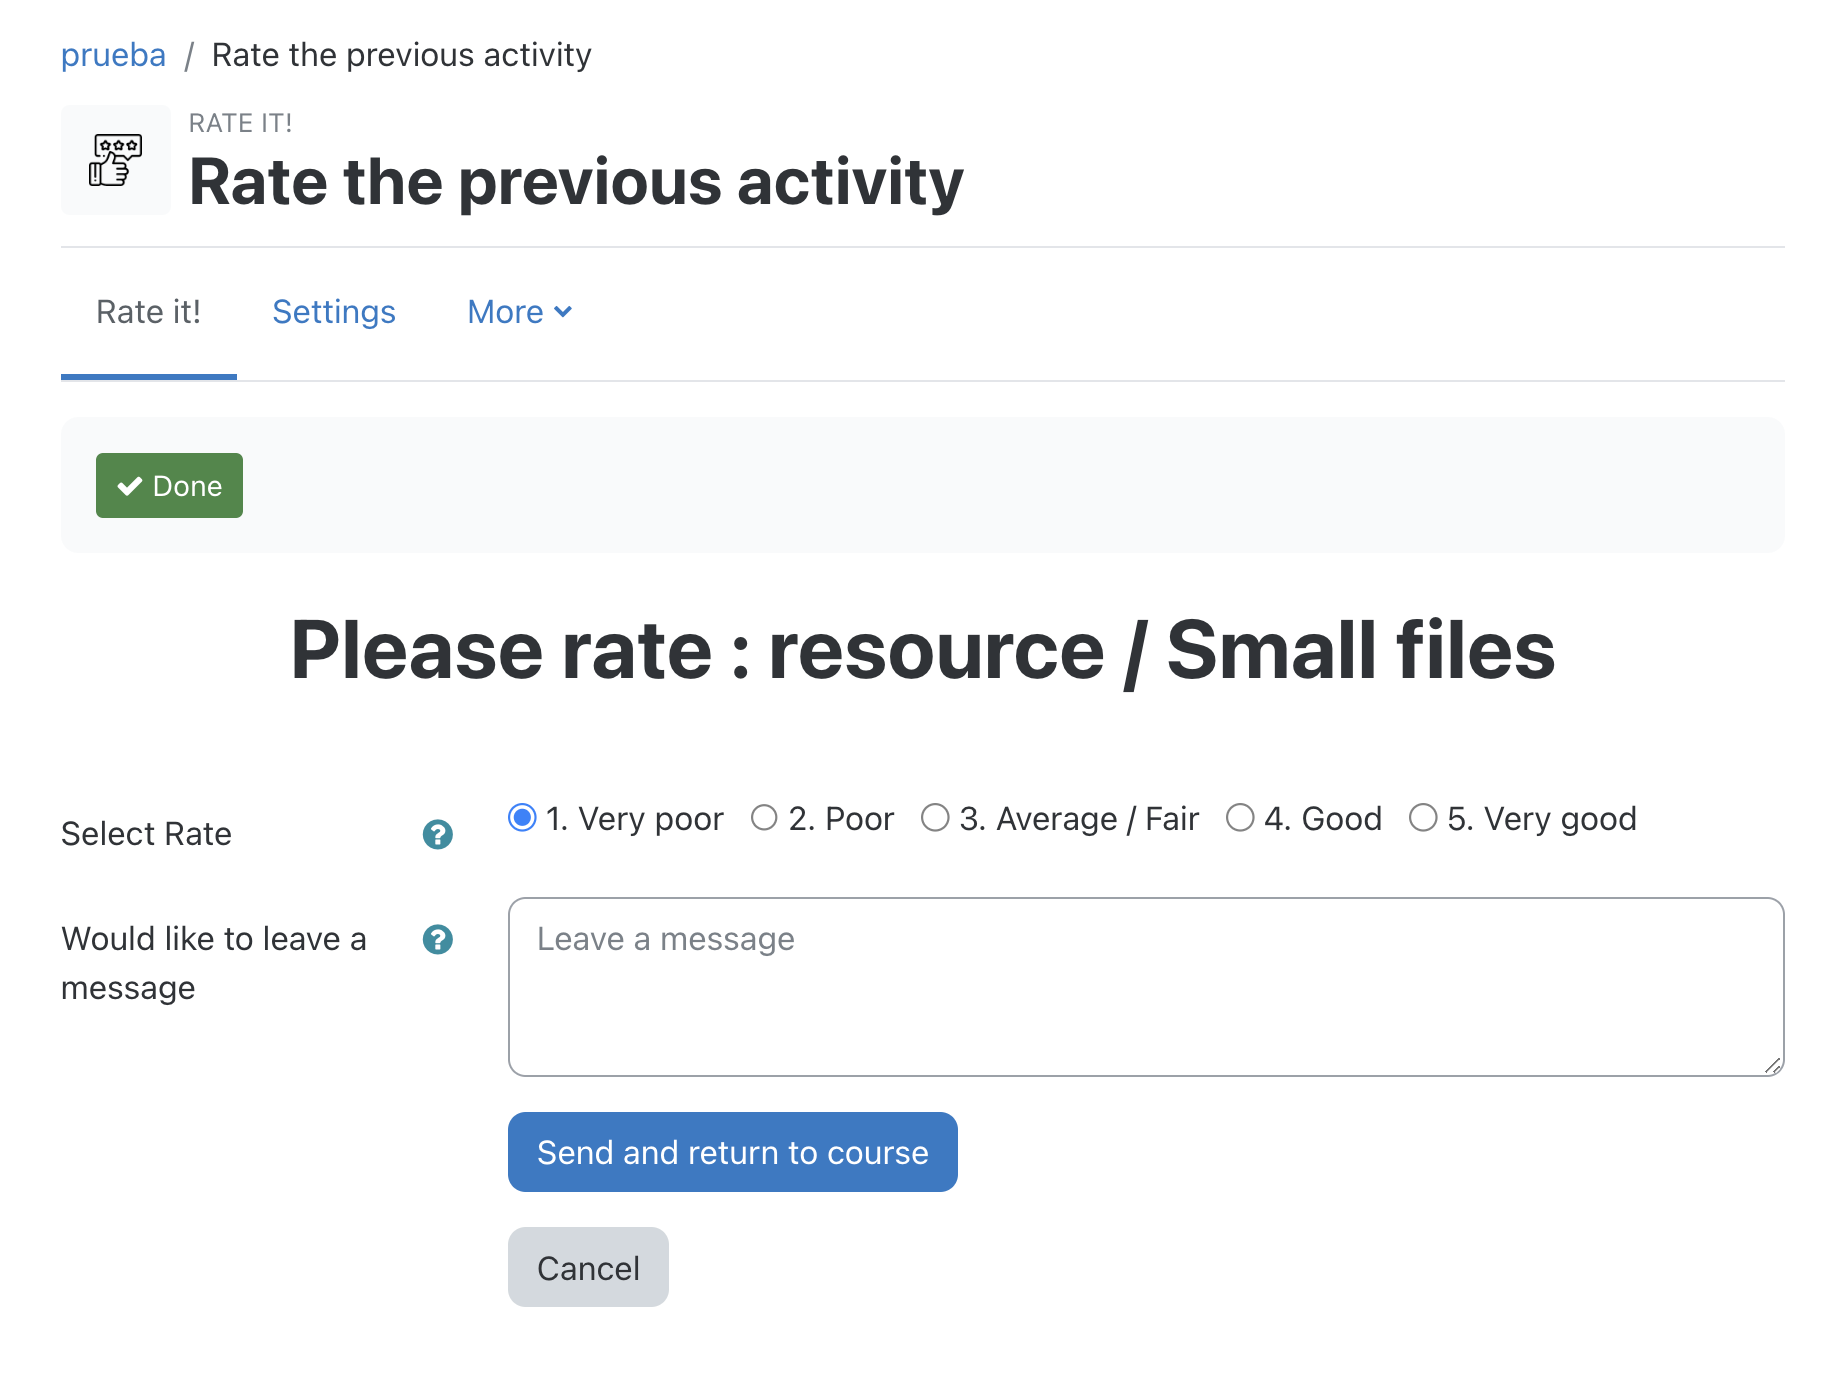 prueba / Rate the previous activity
RATE IT!
Rate the previous activity
Rate it! Settings More
Done
Please rate : resource / Small files
Select Rate ? 1. Very poor 2. Poor 3. Average / Fair 4. Good 5. Very good
Would like to leave a ? Leave a message
message
Send and return to course
Cancel